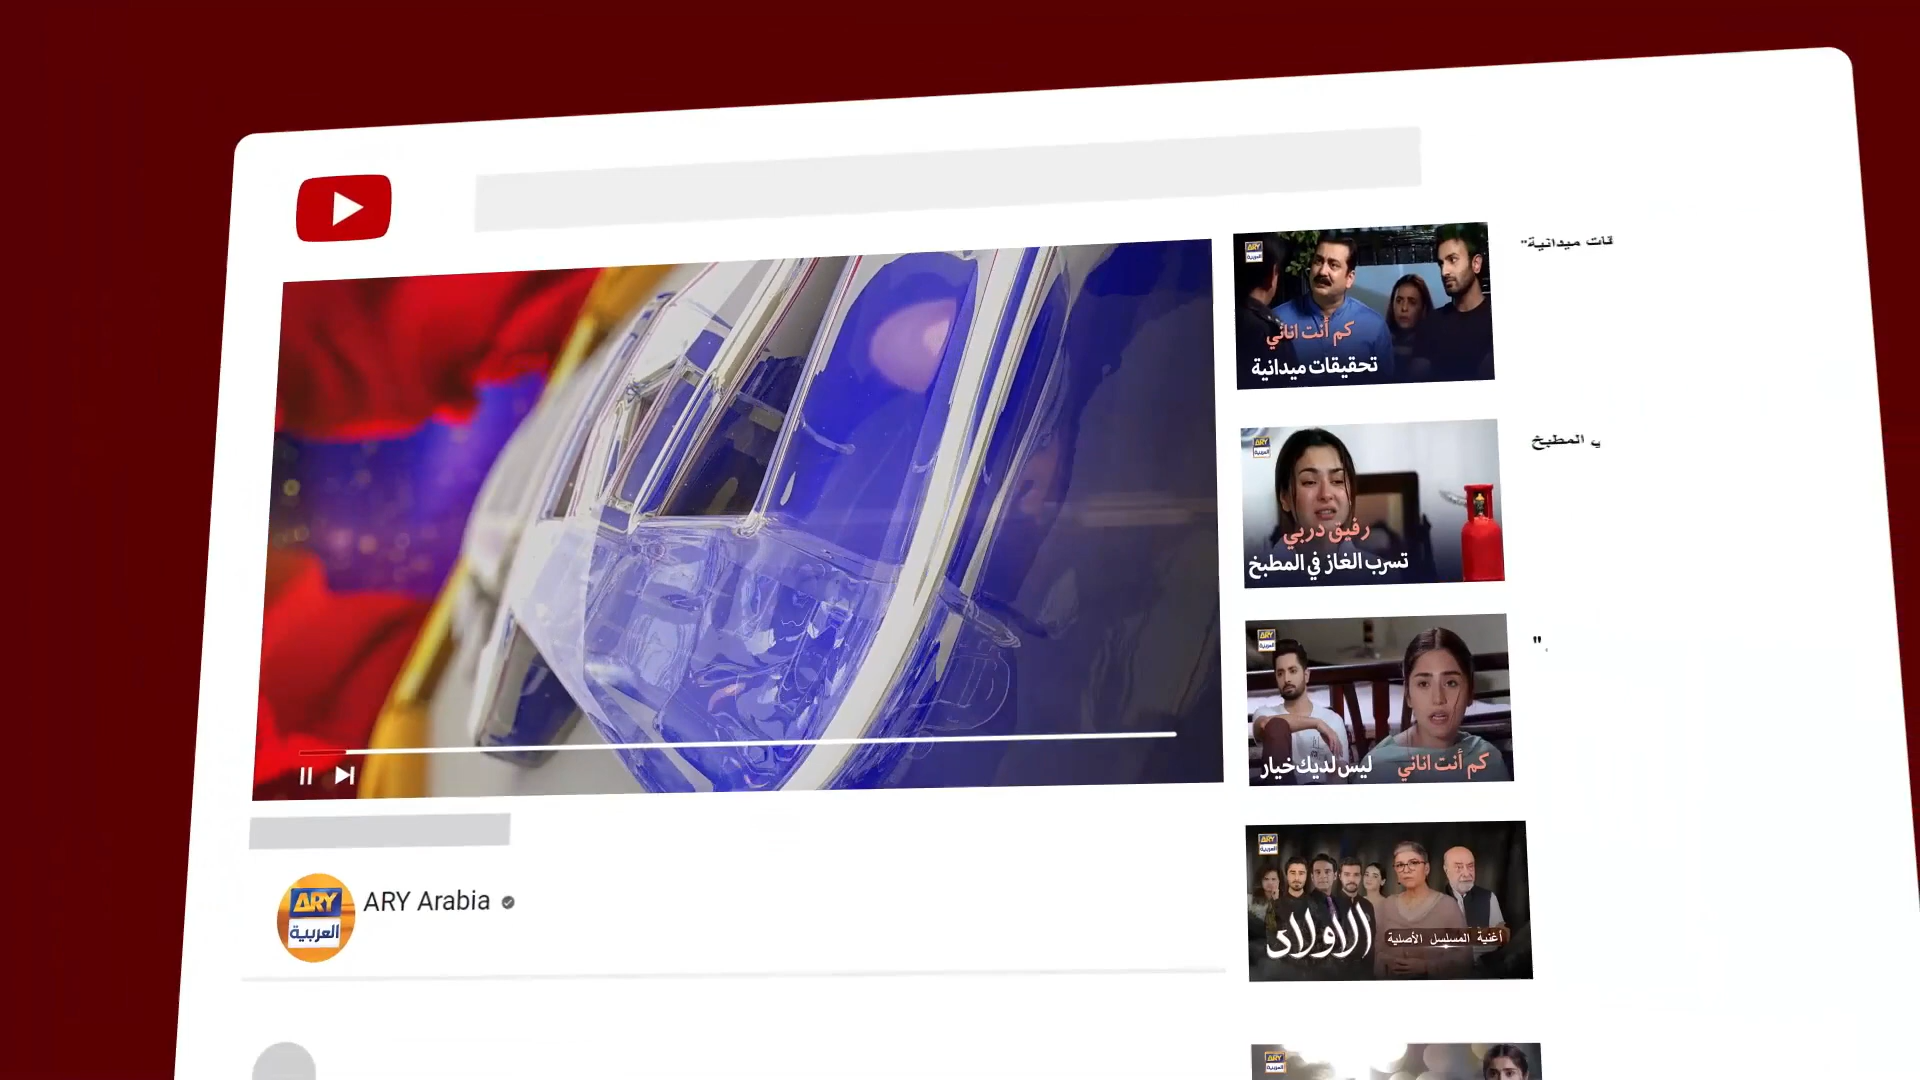 قات ميدانية"
كم أنت اناني
تحقيقات ميدانية
ي المطبخ
رفيق دربي
تسرب الغاز في المطبخ
"
كم أنت اناني
ليس لديك خيار
الاولاد
أغنية المسلسل الأصلية
ARY
العربية
ARY Arabia